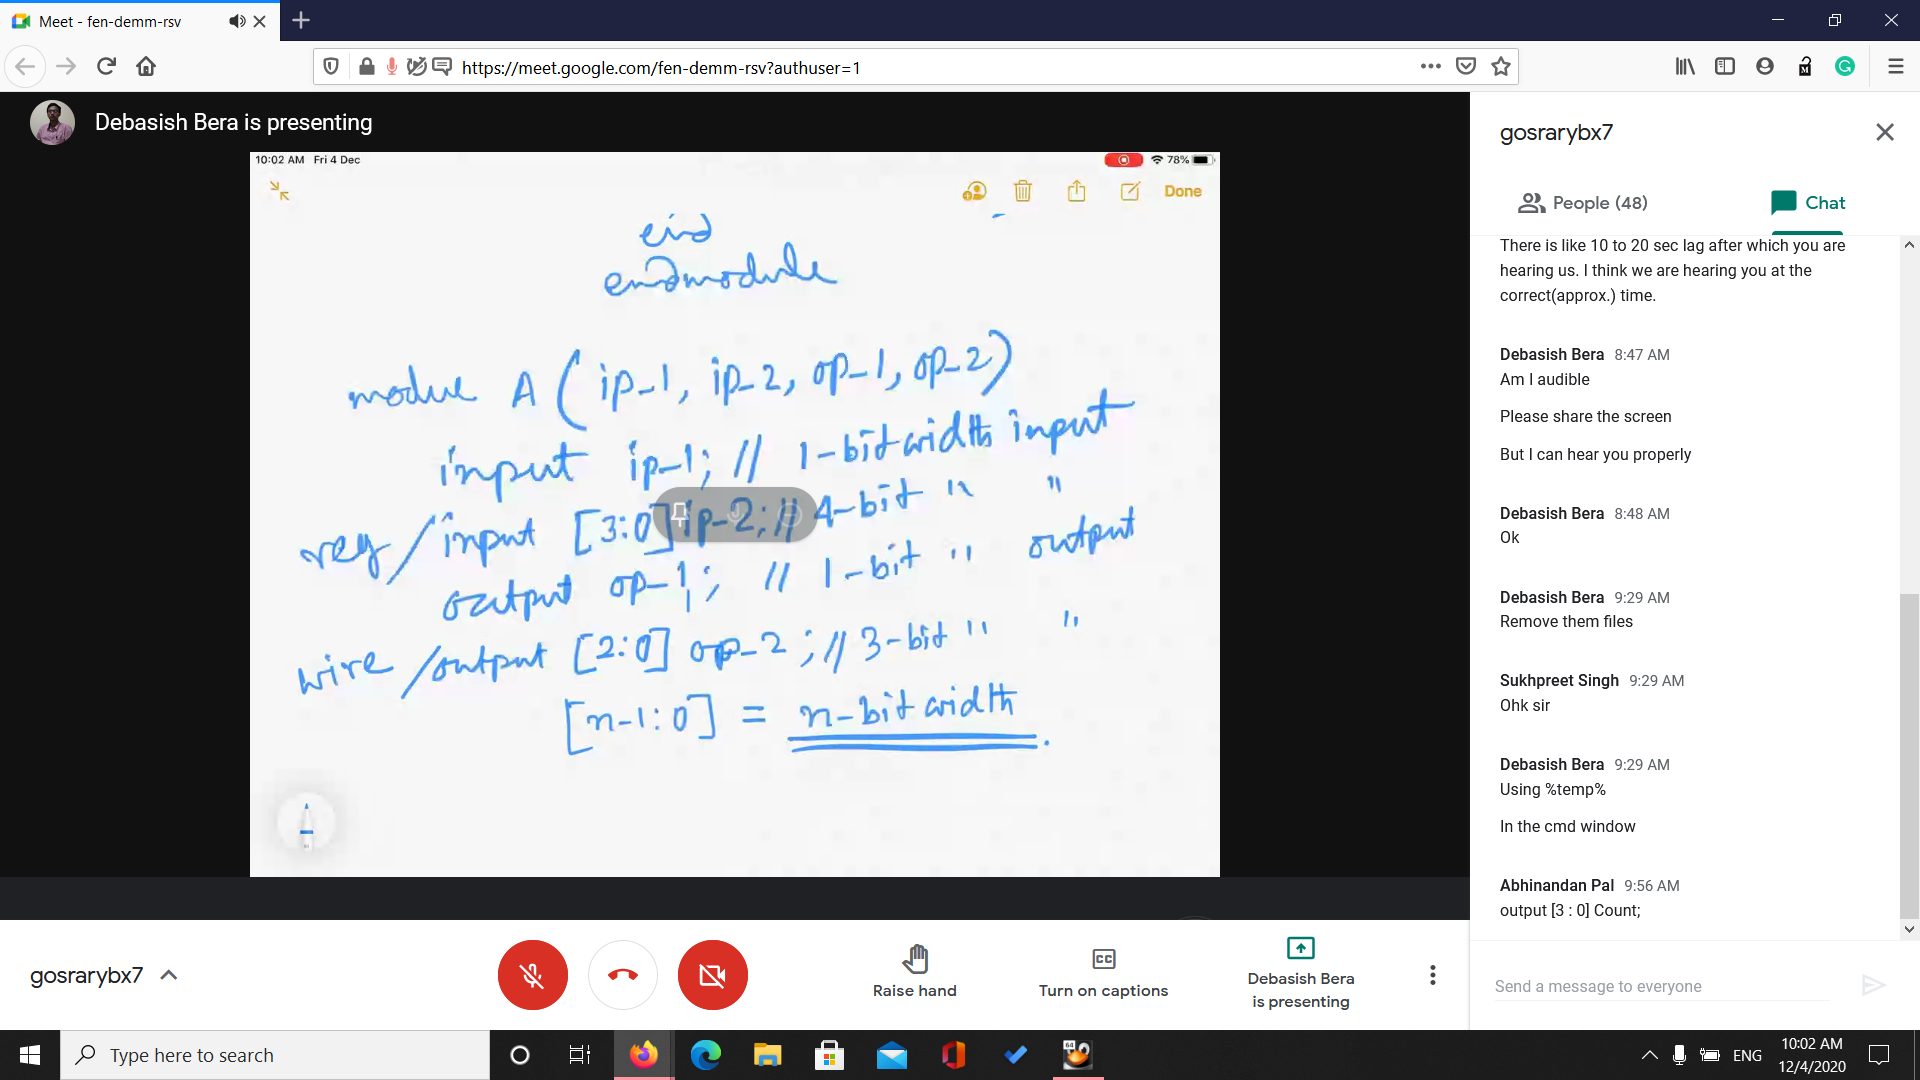 Meet - fen-demm-rsv
https://meet.google.com/fen-demm-rsv?authuser=1
Debasish Bera is presenting
10:02 AM Fri 4 Dec
78%
Done
end
endmodule
module A ( ip-1, ip-2, op-1, op-2)
input ip-1; // 1-bit width input
reg/input [3:0] ip-2; // 4-bit " "
output op-1; // 1-bit " output
wire/output [2:0] op-2; // 3-bit " "
[n-1:0] = n-bit width.
gosrarybx7
People (48)
Chat
There is like 10 to 20 sec lag after which you are
hearing us. I think we are hearing you at the
correct(approx.) time.
Debasish Bera 8:47 AM
Am I audible
Please share the screen
But I can hear you properly
Debasish Bera 8:48 AM
Ok
Debasish Bera 9:29 AM
Remove them files
Sukhpreet Singh 9:29 AM
Ohk sir
Debasish Bera 9:29 AM
Using %temp%
In the cmd window
Abhinandan Pal 9:56 AM
output [3 : 0] Count;
Send a message to everyone
gosrarybx7
Raise hand
CC
Turn on captions
Debasish Bera
is presenting
Type here to search
64
ENG
10:02 AM
12/4/2020